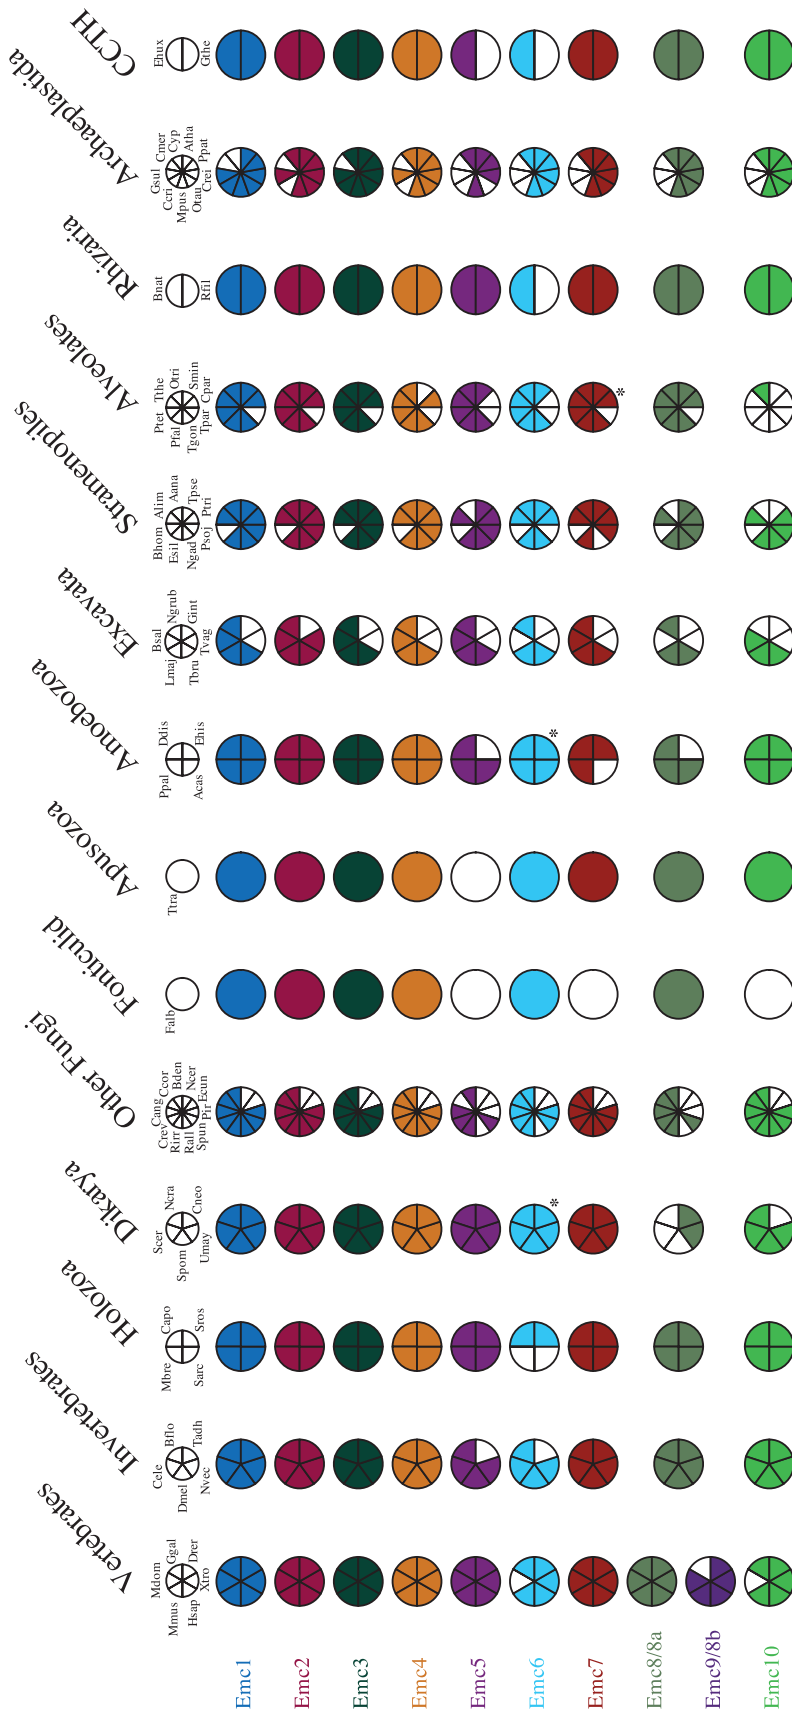 CCTH
Ehux
Gthe
Archaeplastida
Gsul
Cmer
Cyp
Atha
Ppat
Ccri
Mpus
Otau
Crei
Rhizaria
Bnat
Rfil
Alveolates
Ptet
Tthe
Otri
Smin
Cpar
Pfal
Tgon
Tpar
*
Stramenopiles
Bhom
Alim
Aana
Tpse
Ptri
Esil
Ngad
Psoj
Excavata
Bsal
Ngrub
Gint
Lmaj
Tbru
Tvag
Amoebozoa
Ppal
Ddis
Ehis
Acas
*
Apusozoa
Ttra
Fonticulid
Falb
Other Fungi
Crev
Cang
Ccor
Bden
Ncer
Ecun
Rirr
Rall
Spun
Pir
Dikarya
Scer
Ncra
Cneo
Spom
Umay
*
Holozoa
Mbre
Capo
Sros
Sarc
Invertebrates
Cele
Bflo
Tadh
Dmel
Nvec
Vertebrates
Mdom
Ggal
Drer
Mmus
Hsap
Xtro
Emc1
Emc2
Emc3
Emc4
Emc5
Emc6
Emc7
Emc8/8a
Emc9/8b
Emc10